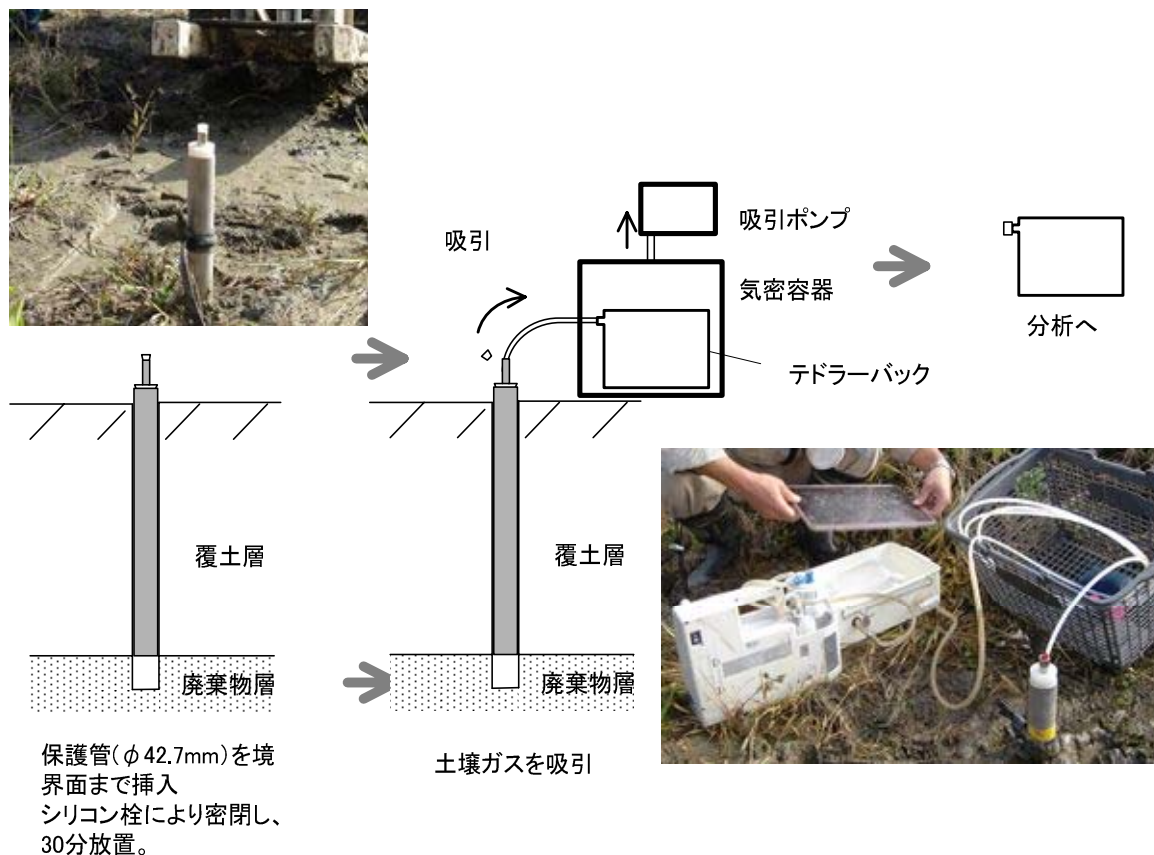 吸引
吸引ポンプ
気密容器
テドラーバック
分析へ
覆土層
廃棄物層
覆土層
廃棄物層
保護管(φ42.7mm)を境
界面まで挿入
シリコン栓により密閉し、
30分放置。
土壌ガスを吸引